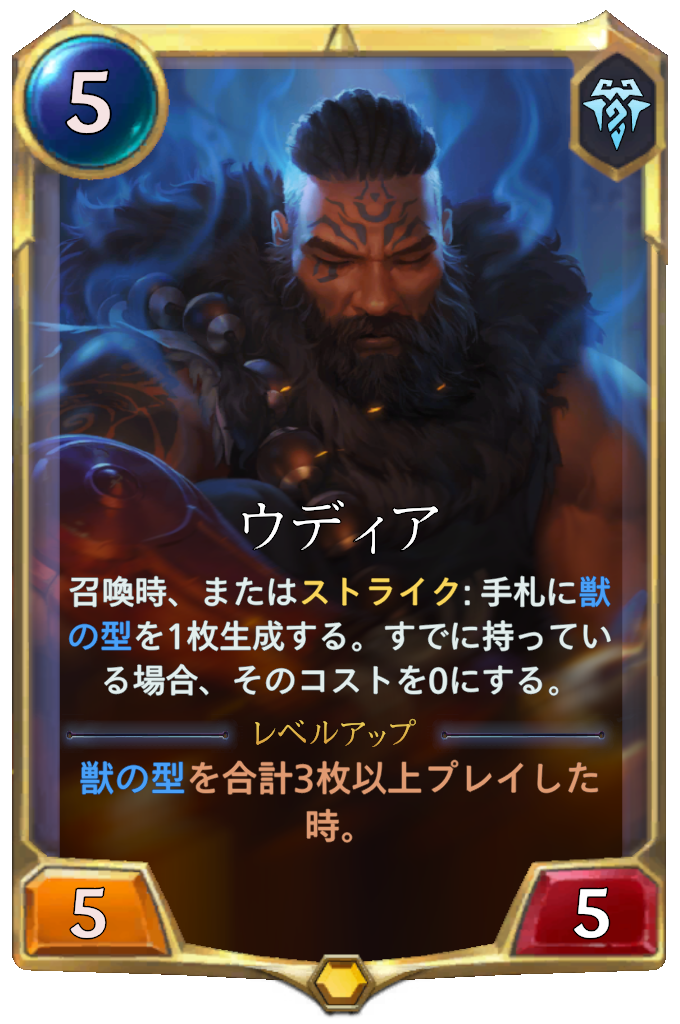 5
ウディア
召喚時、またはストライク: 手札に獣
の型を1枚生成する。すでに持ってい
る場合、そのコストを0にする。
レベルアップ
獣の型を合計3枚以上プレイした
時。
5
5